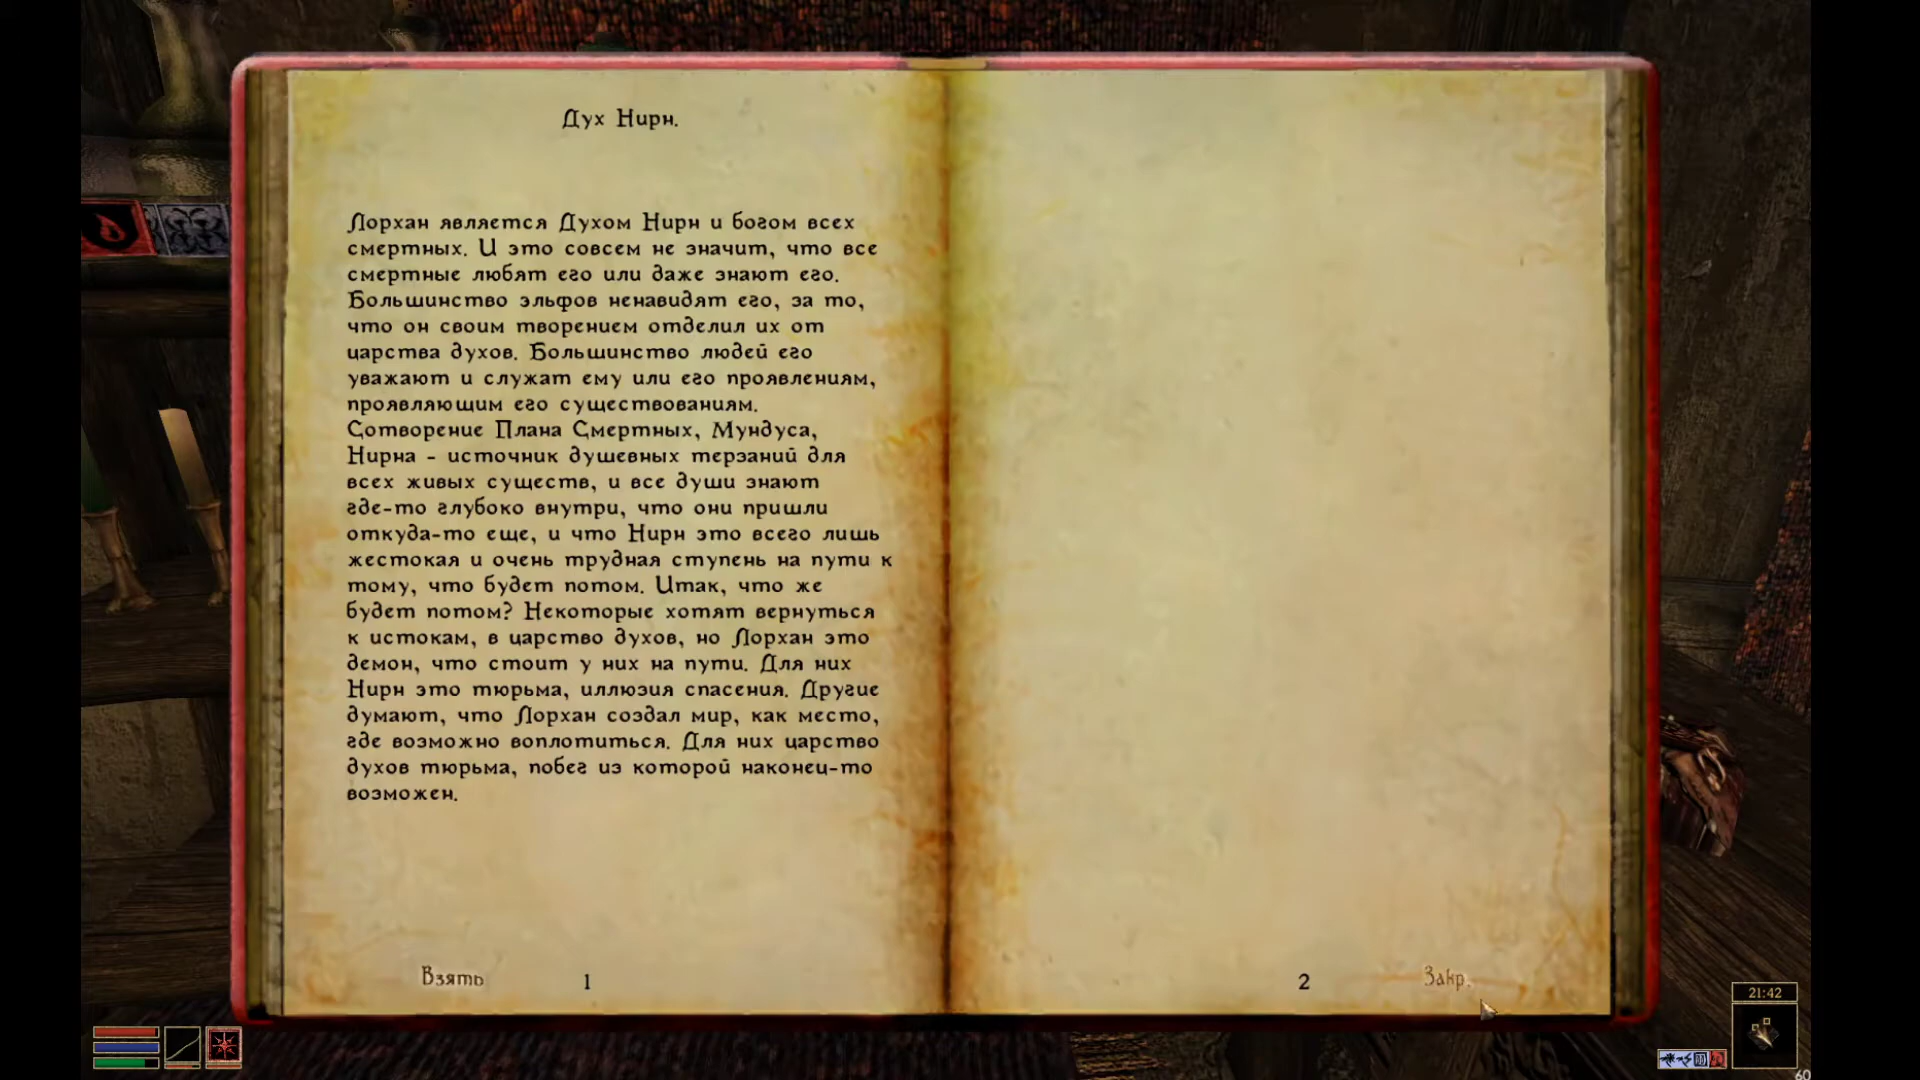 Дух Нирн.
Лорхан является Духом Нирн и богом всех
смертных. И это совсем не значит, что все
смертные любят его или даже знают его.
Большинство эльфов ненавидят его, за то,
что он своим творением отделил их от
царства духов. Большинство людей его
уважают и служат ему или его проявлениям,
проявляющим его существованиям.
Сотворение Плана Смертных, Мундуса,
Нирна - источник душевных терзаний для
всех живых существ, и все души знают
где-то глубоко внутри, что они пришли
откуда-то еще, и что Нирн это всего лишь
жестокая и очень трудная ступень на пути к
тому, что будет потом. Итак, что же
будет потом? Некоторые хотят вернуться
к истокам, в царство духов, но Лорхан это
демон, что стоит у них на пути. Для них
Нирн это тюрьма, иллюзия спасения. Другие
думают, что Лорхан создал мир, как место,
где возможно воплотиться. Для них царство
духов тюрьма, побег из которой наконец-то
возможен.
Взять 1
2 Закр.
21:42
60